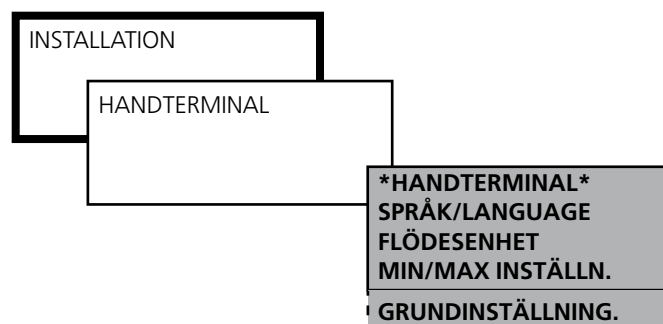 INSTALLATION
HANDTERMINAL
*HANDTERMINAL*
SPRÅK/LANGUAGE
FLÖDESENHET
MIN/MAX INSTÄLLN.
GRUNDINSTÄLLNING.